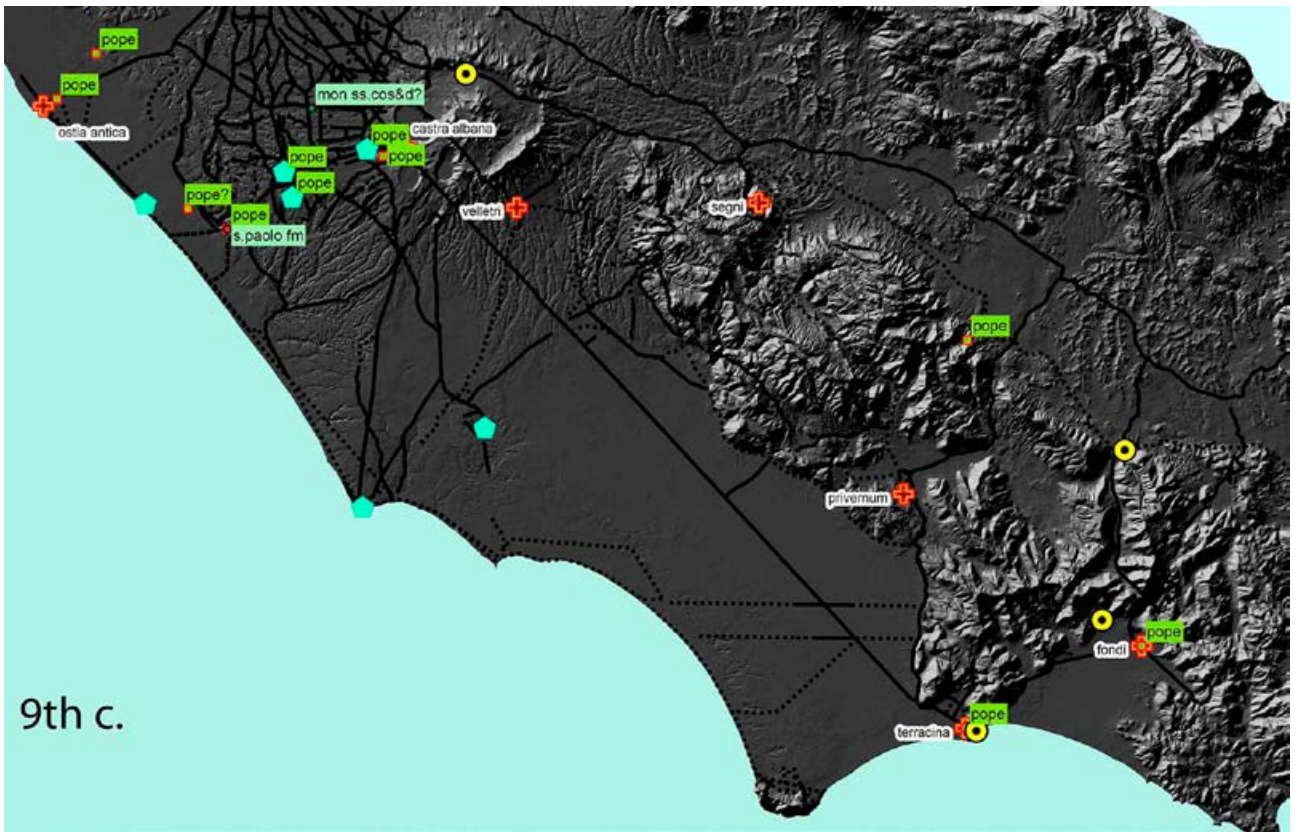 pope
pope
ostia antica
mon ss.cos&d?
castra albana
pope
pope
pope
pope
pope?
pope
s.paolo fm
velletri
segni
pope
privernum
pope
fondi
pope
terracina
9th c.